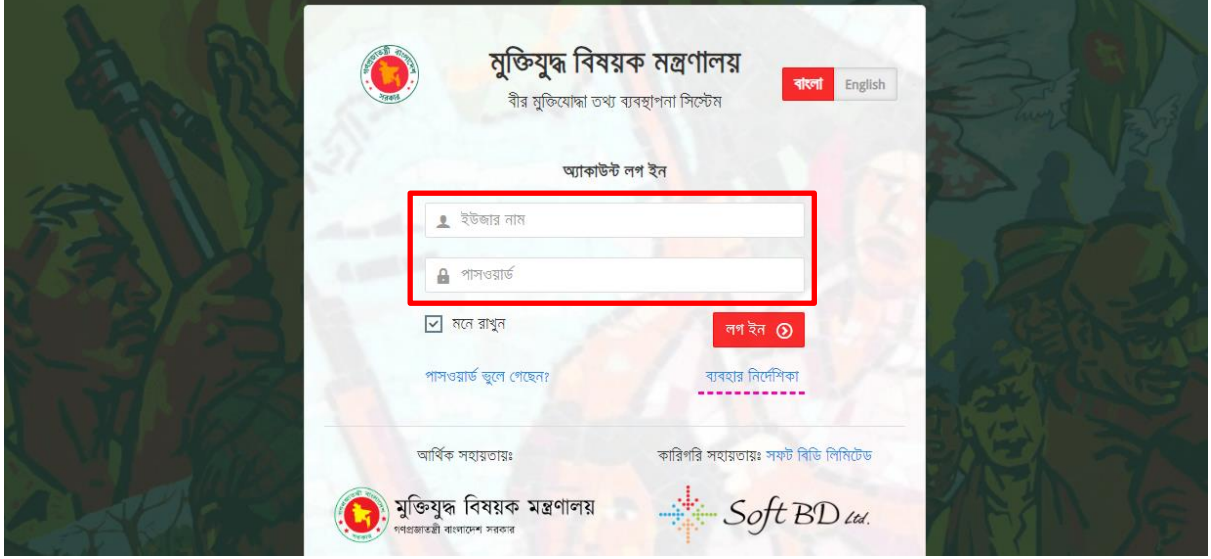 মুক্তিযুদ্ধ বিষয়ক মন্ত্রণালয়
বীর মুক্তিযোদ্ধা তথ্য ব্যবস্থাপনা সিস্টেম
বাংলা English
অ্যাকাউন্ট লগ ইন
ইউজার নাম
পাসওয়ার্ড
মনে রাখুন
লগ ইন
পাসওয়ার্ড ভুলে গেছেন?
ব্যবহার নির্দেশিকা
আর্থিক সহায়তায়ঃ
কারিগরি সহায়তায়ঃ সফট বিডি লিমিটেড
মুক্তিযুদ্ধ বিষয়ক মন্ত্রণালয়
গণপ্রজাতন্ত্রী বাংলাদেশ সরকার
Soft BD Ltd.